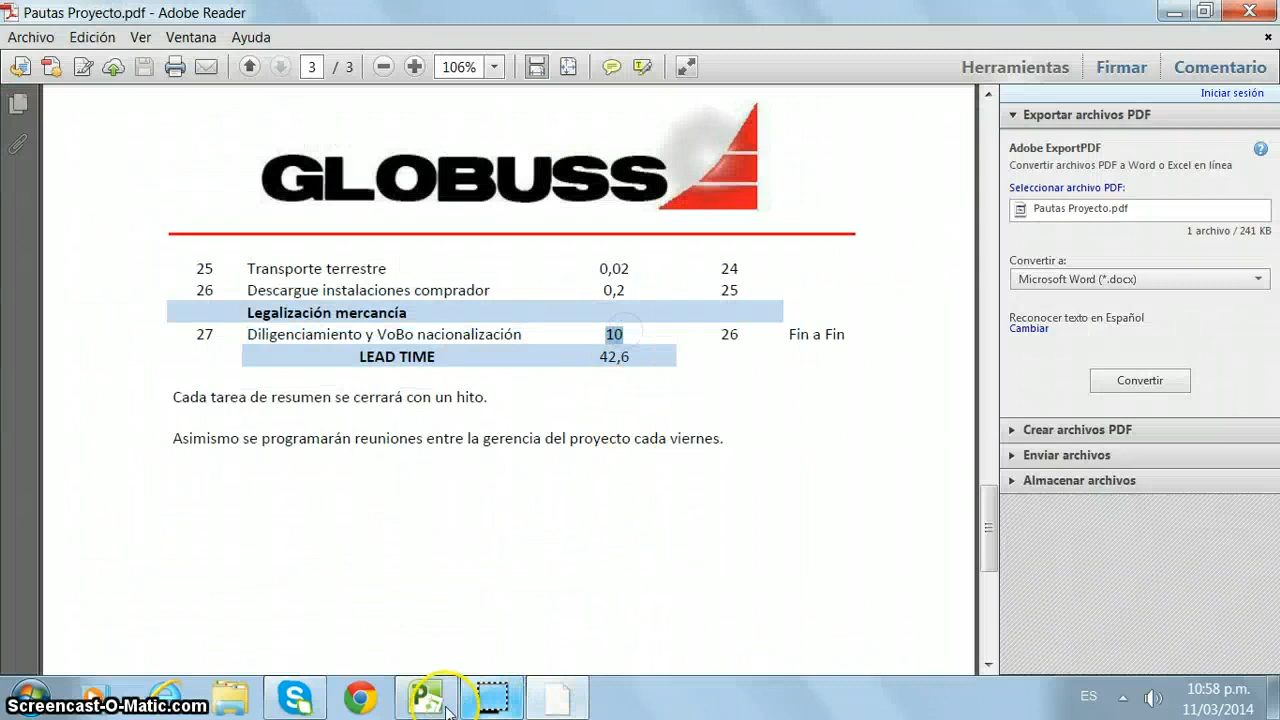 Pautas Proyecto.pdf - Adobe Reader
Archivo Edición Ver Ventana Ayuda
3 / 3 106% Herramientas Firmar Comentario
Iniciar sesión
Exportar archivos PDF
Adobe ExportPDF
Convertir archivos PDF a Word o Excel en línea
Seleccionar archivo PDF:
Pautas Proyecto.pdf
1 archivo / 241 KB
Convertir a:
Microsoft Word (*.docx)
Reconocer texto en Español
Cambiar
Convertir
Crear archivos PDF
Enviar archivos
Almacenar archivos
GLOBUSS
25 Transporte terrestre 0,02 24
26 Descargue instalaciones comprador 0,2 25
Legalización mercancía
27 Diligenciamiento y VoBo nacionalización 10 26 Fin a Fin
LEAD TIME 42,6
Cada tarea de resumen se cerrará con un hito.
Asimismo se programarán reuniones entre la gerencia del proyecto cada viernes.
Screencast-O-Matic.com
ES
10:58 p.m.
11/03/2014